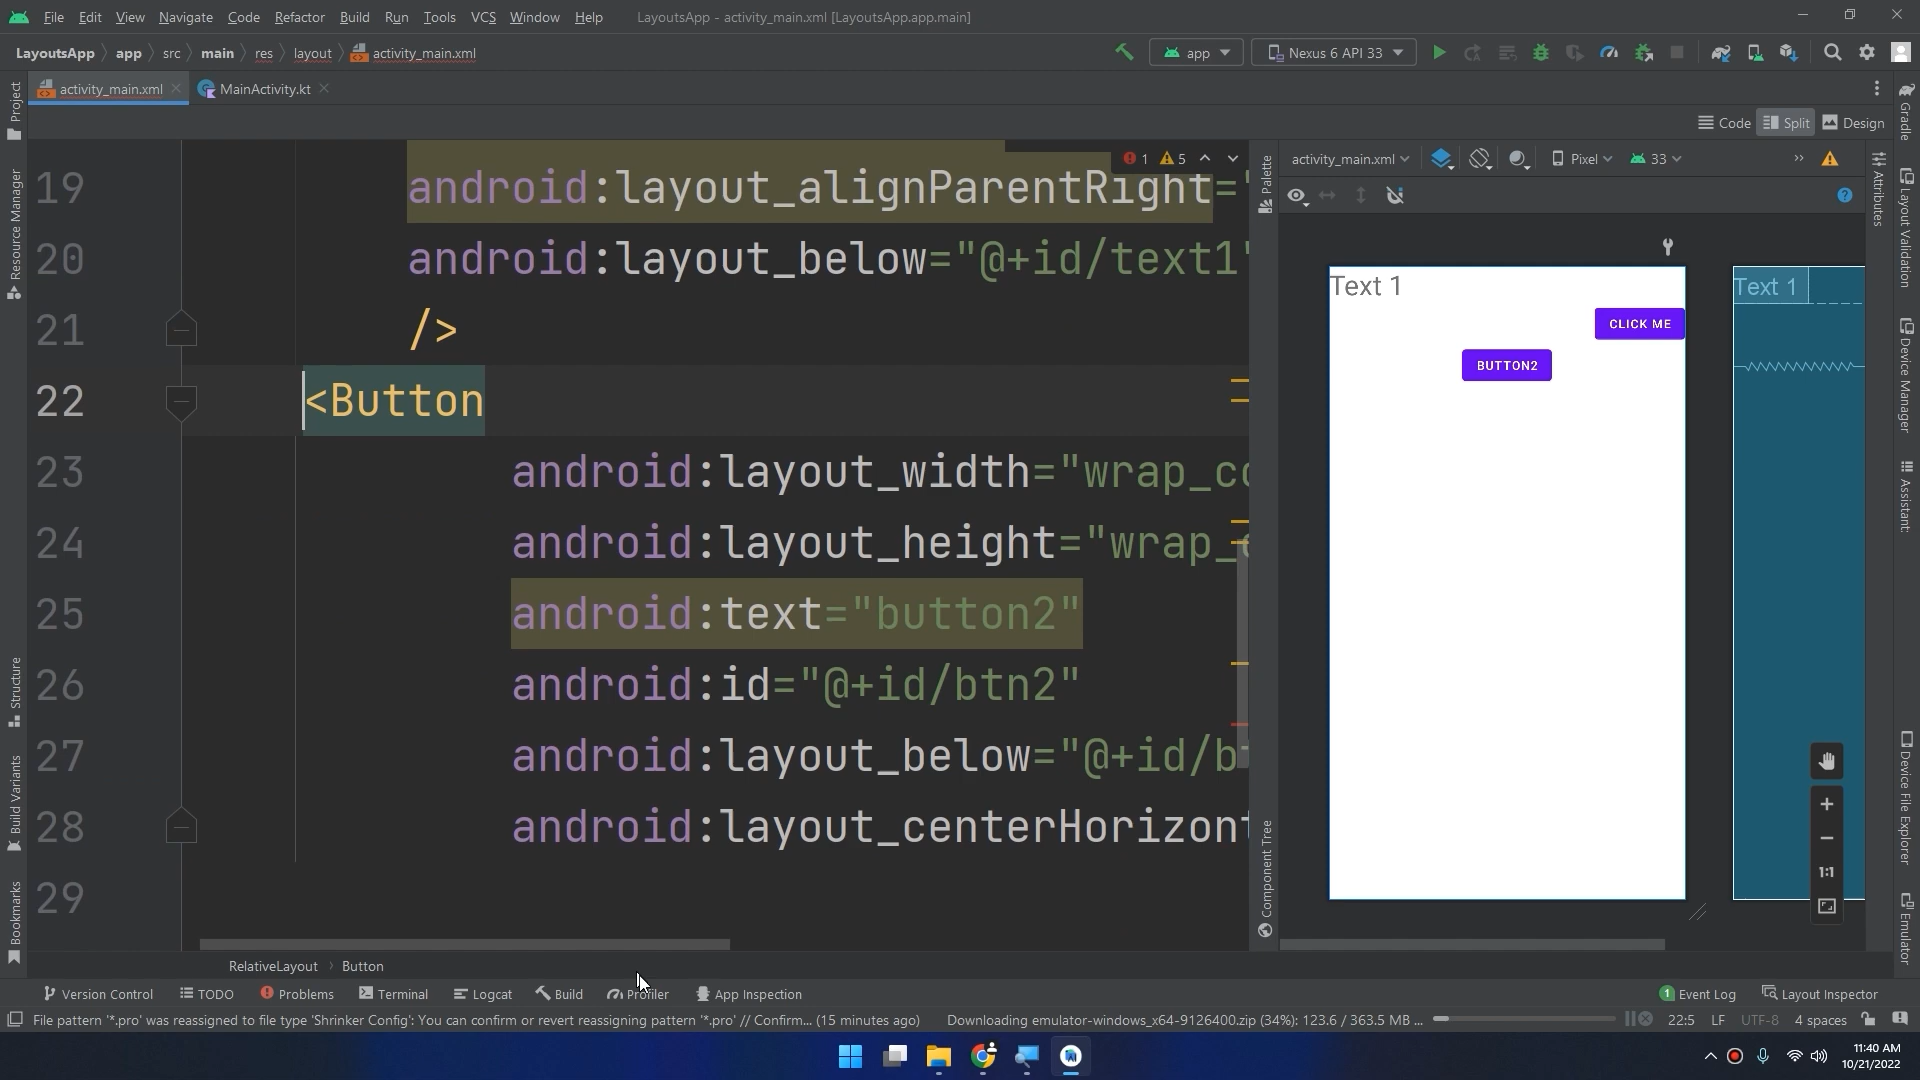 File Edit View Navigate Code Refactor Build Run Tools VCS Window Help LayoutsApp - activity_main.xml [LayoutsApp.app.main]
LayoutsApp app src main res layout activity_main.xml app Nexus 6 API 33
activity_main.xml MainActivity.kt
Code Split Design
Project
Resource Manager
Structure
Build Variants
Bookmarks
1 5
19 android:layout_alignParentRight="
20 android:layout_below="@+id/text1"
21 />
22 <Button
23 android:layout_width="wrap_co
24 android:layout_height="wrap_c
25 android:text="button2"
26 android:id="@+id/btn2"
27 android:layout_below="@+id/bt
28 android:layout_centerHorizont
29
Palette
Component Tree
activity_main.xml Pixel 33
Text 1
CLICK ME
BUTTON2
Text 1
1:1
Attributes
Gradle
Layout Validation
Device Manager
Assistant:
Device File Explorer
Emulator
RelativeLayout Button
Version Control TODO Problems Terminal Logcat Build Profiler App Inspection 1 Event Log Layout Inspector
File pattern '*.pro' was reassigned to file type 'Shrinker Config': You can confirm or revert reassigning pattern '*.pro' // Confirm... (15 minutes ago) Downloading emulator-windows_x64-9126400.zip (34%): 123.6 / 363.5 MB ... 22:5 LF UTF-8 4 spaces
11:40 AM
10/21/2022